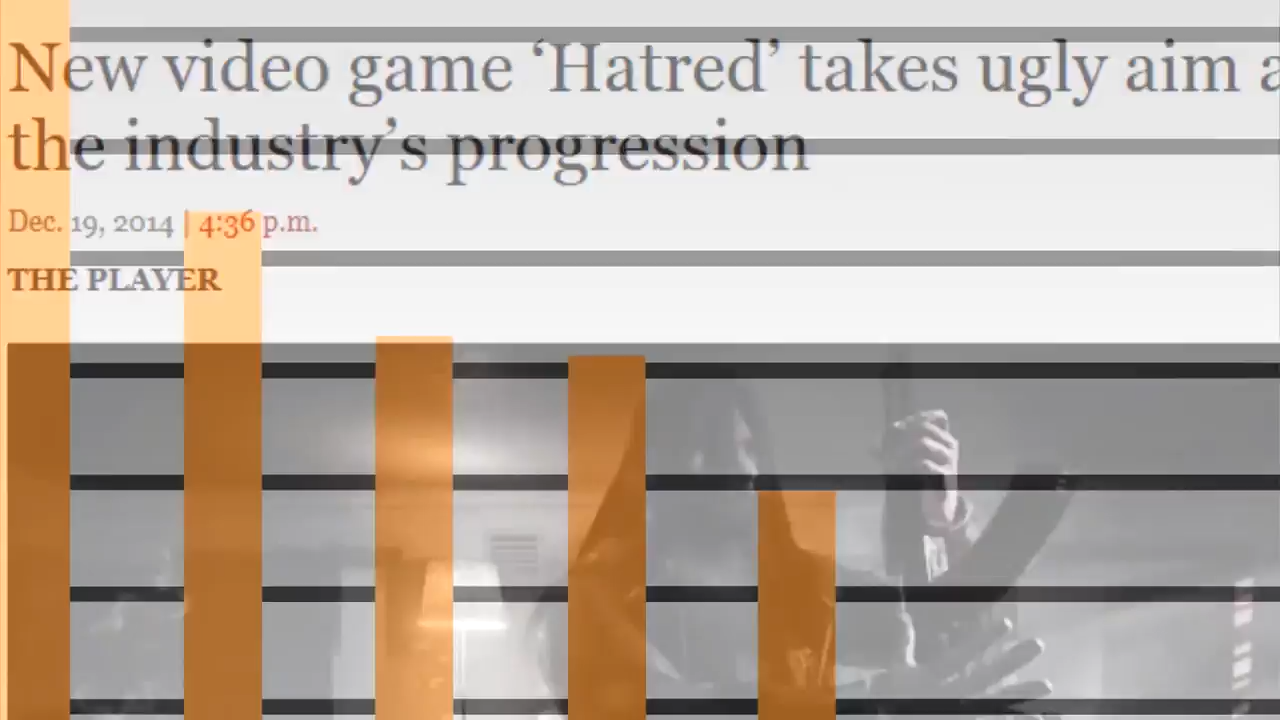 New video game ‘Hatred’ takes ugly aim a
the industry’s progression
Dec. 19, 2014 | 4:36 p.m.
THE PLAYER